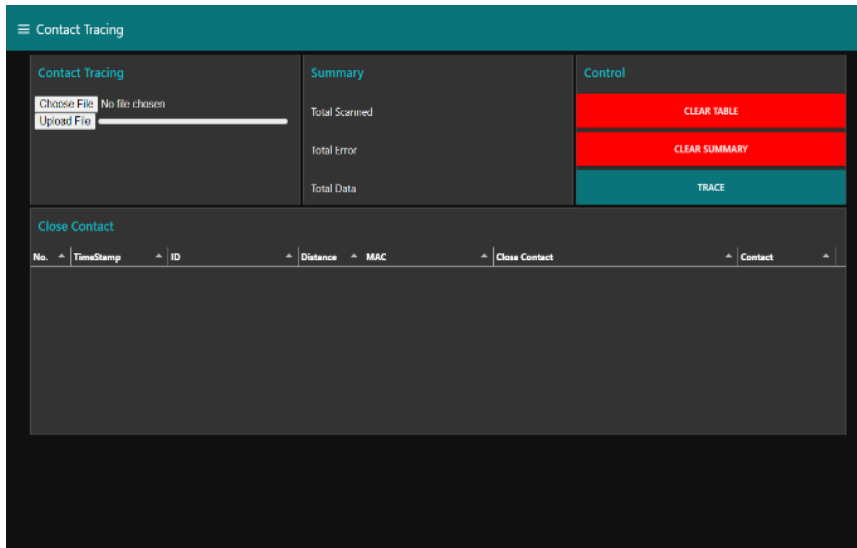 Contact Tracing
Contact Tracing
Choose File No file chosen
Upload File
Summary
Total Scanned
Total Error
Total Data
Control
CLEAR TABLE
CLEAR SUMMARY
TRACE
Close Contact
No. TimeStamp ID Distance MAC Close Contact Contact